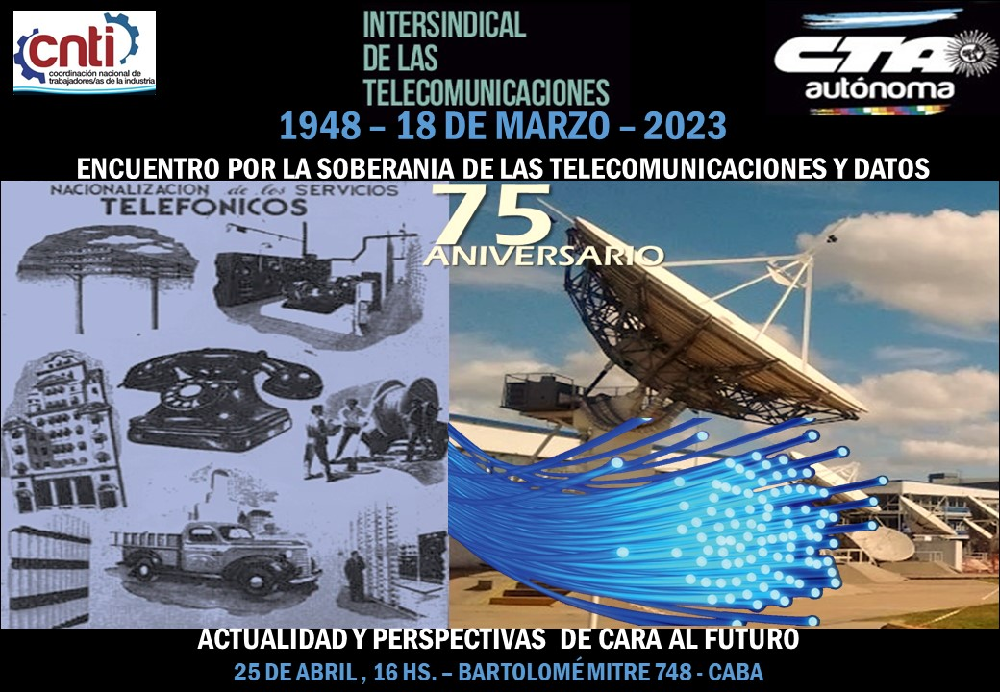 cnti
coordinación nacional de
trabajadores/as de la industria
INTERSINDICAL
DE LAS
TELECOMUNICACIONES
CTA
autónoma
1948 – 18 DE MARZO – 2023
ENCUENTRO POR LA SOBERANIA DE LAS TELECOMUNICACIONES Y DATOS
NACIONALIZACION de los SERVICIOS
TELEFONICOS
75
ANIVERSARIO
ACTUALIDAD Y PERSPECTIVAS DE CARA AL FUTURO
25 DE ABRIL , 16 HS. – BARTOLOMÉ MITRE 748 - CABA